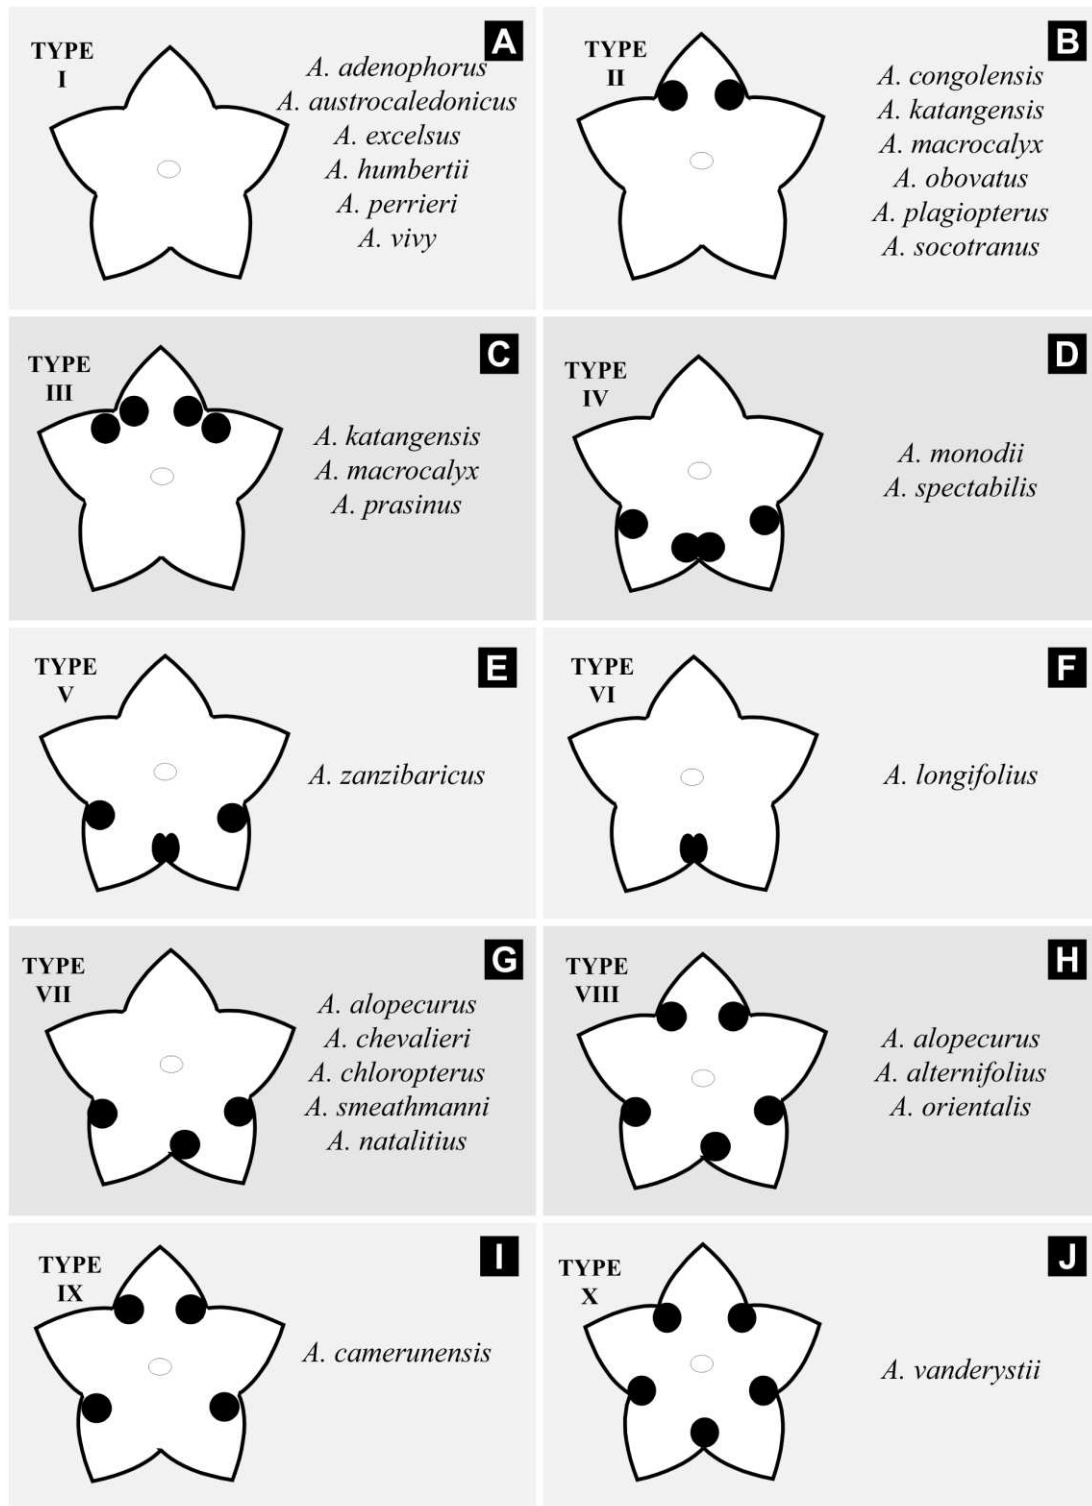 TYPE
I
A
A. adenophorus
A. austrocaledonicus
A. excelsus
A. humbertii
A. perrieri
A. vivy
TYPE
II
B
A. congolensis
A. katangensis
A. macrocalyx
A. obovatus
A. plagiopterus
A. socotranus
TYPE
III
C
A. katangensis
A. macrocalyx
A. prasinus
TYPE
IV
D
A. monodii
A. spectabilis
TYPE
V
E
A. zanzibaricus
TYPE
VI
F
A. longifolius
TYPE
VII
G
A. alopecurus
A. chevalieri
A. chloropterus
A. smeathmanni
A. natalitius
TYPE
VIII
H
A. alopecurus
A. alternifolius
A. orientalis
TYPE
IX
I
A. camerunensis
TYPE
X
J
A. vanderystii